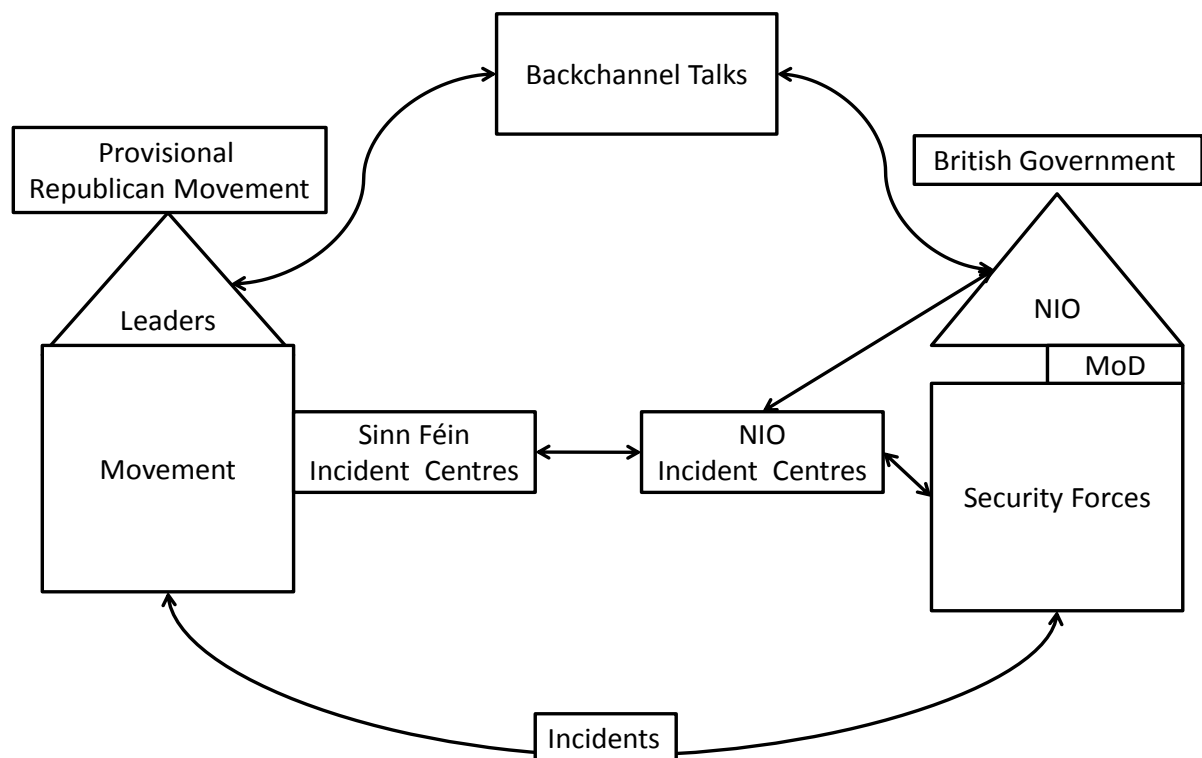 Backchannel Talks
Provisional
Republican Movement
British Government
Leaders
NIO
MoD
Movement
Sinn Féin
Incident Centres
NIO
Incident Centres
Security Forces
Incidents